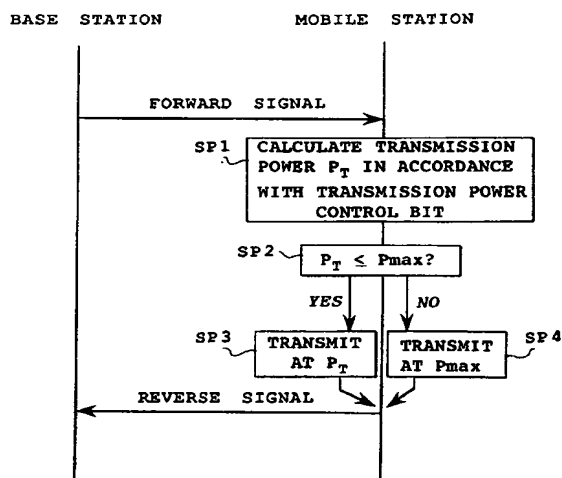 BASE STATION
MOBILE STATION
FORWARD SIGNAL
SP1
CALCULATE TRANSMISSION
POWER PT IN ACCORDANCE
WITH TRANSMISSION POWER
CONTROL BIT
SP2
PT ≤ Pmax?
YES
NO
SP3
TRANSMIT
AT PT
TRANSMIT
AT Pmax
SP4
REVERSE SIGNAL